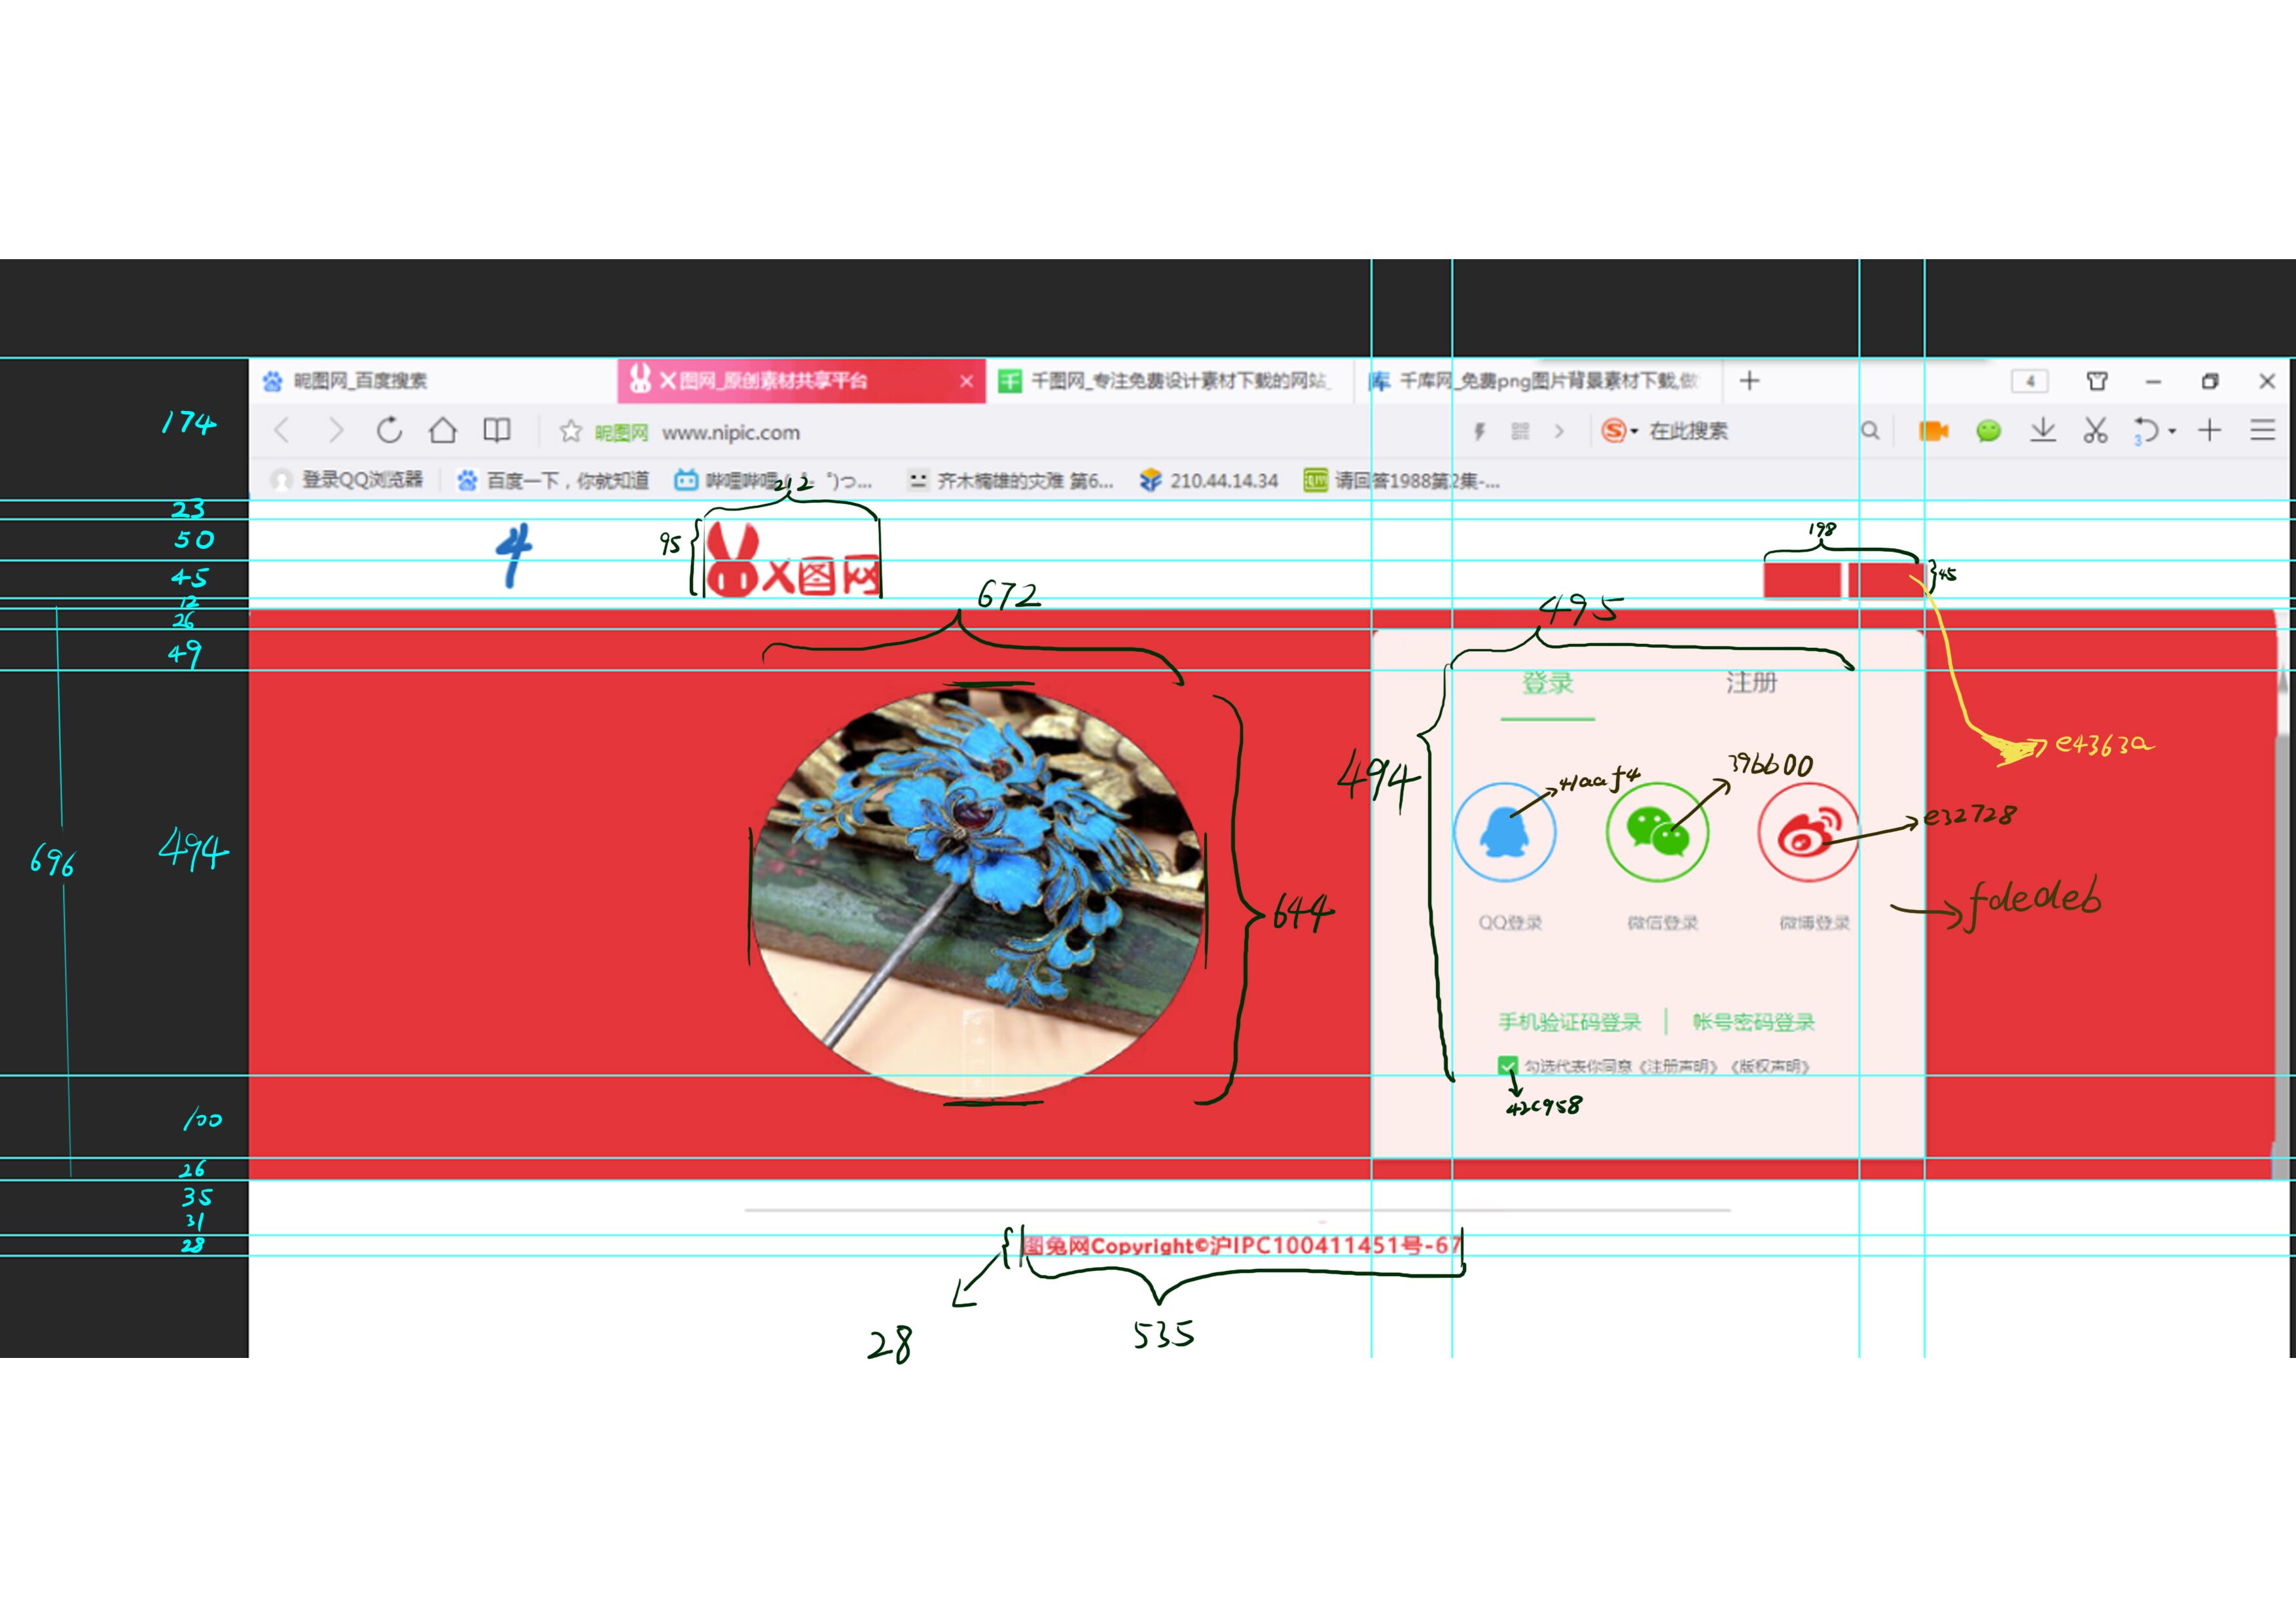 昵图网_百度搜索
X图网_原创素材共享平台
千图网_专注免费设计素材下载的网站_
千库网_免费png图片背景素材下载,做
4
昵图网 www.nipic.com
在此搜索
3
登录QQ浏览器
百度一下，你就知道
齐木楠雄的灾难 第6...
210.44.14.34
请回答1988第2集-...
174
23
50
45
12
26
49
696
494
100
26
35
31
28
4
95
212
X图网
198
45
672
495
登录
注册
e4363a
494
41aaf4
39bb00
e32728
fdedeb
644
QQ登录
微信登录
微博登录
手机验证码登录
帐号密码登录
勾选代表你同意《注册声明》《版权声明》
42c958
图兔网Copyright©沪IPC100411451号-67
28
535